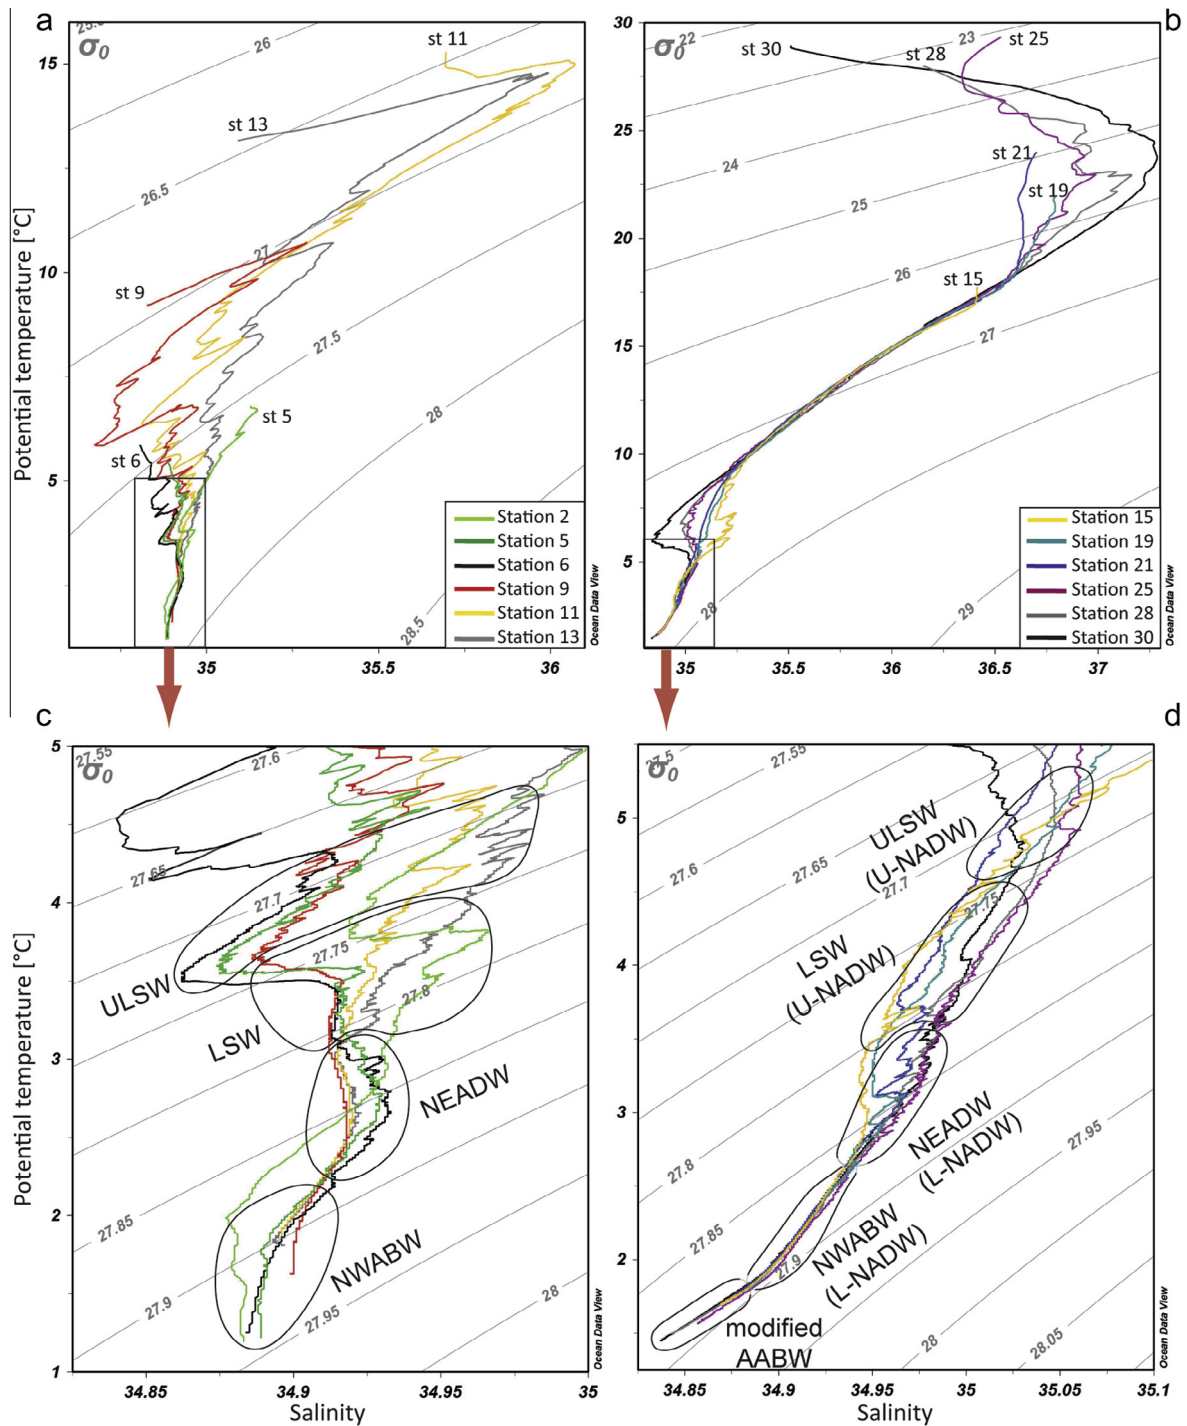 a
b
σ₀
25.5
26
26.5
27
27.5
28
28.5
st 11
st 13
st 9
st 5
st 6
15
10
5
Potential temperature [°C]
Station 2
Station 5
Station 6
Station 9
Station 11
Station 13
Ocean Data View
35
35.5
36
σ₀
22
23
24
25
26
27
28
29
st 30
st 28
st 25
st 21
st 19
st 15
30
25
20
15
10
5
Station 15
Station 19
Station 21
Station 25
Station 28
Station 30
Ocean Data View
35
35.5
36
36.5
37
c
d
σ₀
27.55
27.6
27.65
27.7
27.75
27.8
27.85
27.9
27.95
28
ULSW
LSW
NEADW
NWABW
5
4
3
2
1
Potential temperature [°C]
34.85
34.9
34.95
35
Salinity
Ocean Data View
σ₀
27.5
27.55
27.6
27.65
27.7
27.75
27.8
27.85
27.9
27.95
28
28.05
ULSW
(U-NADW)
LSW
(U-NADW)
NEADW
(L-NADW)
NWABW
(L-NADW)
modified
AABW
5
4
3
2
34.85
34.9
34.95
35
35.05
35.1
Salinity
Ocean Data View